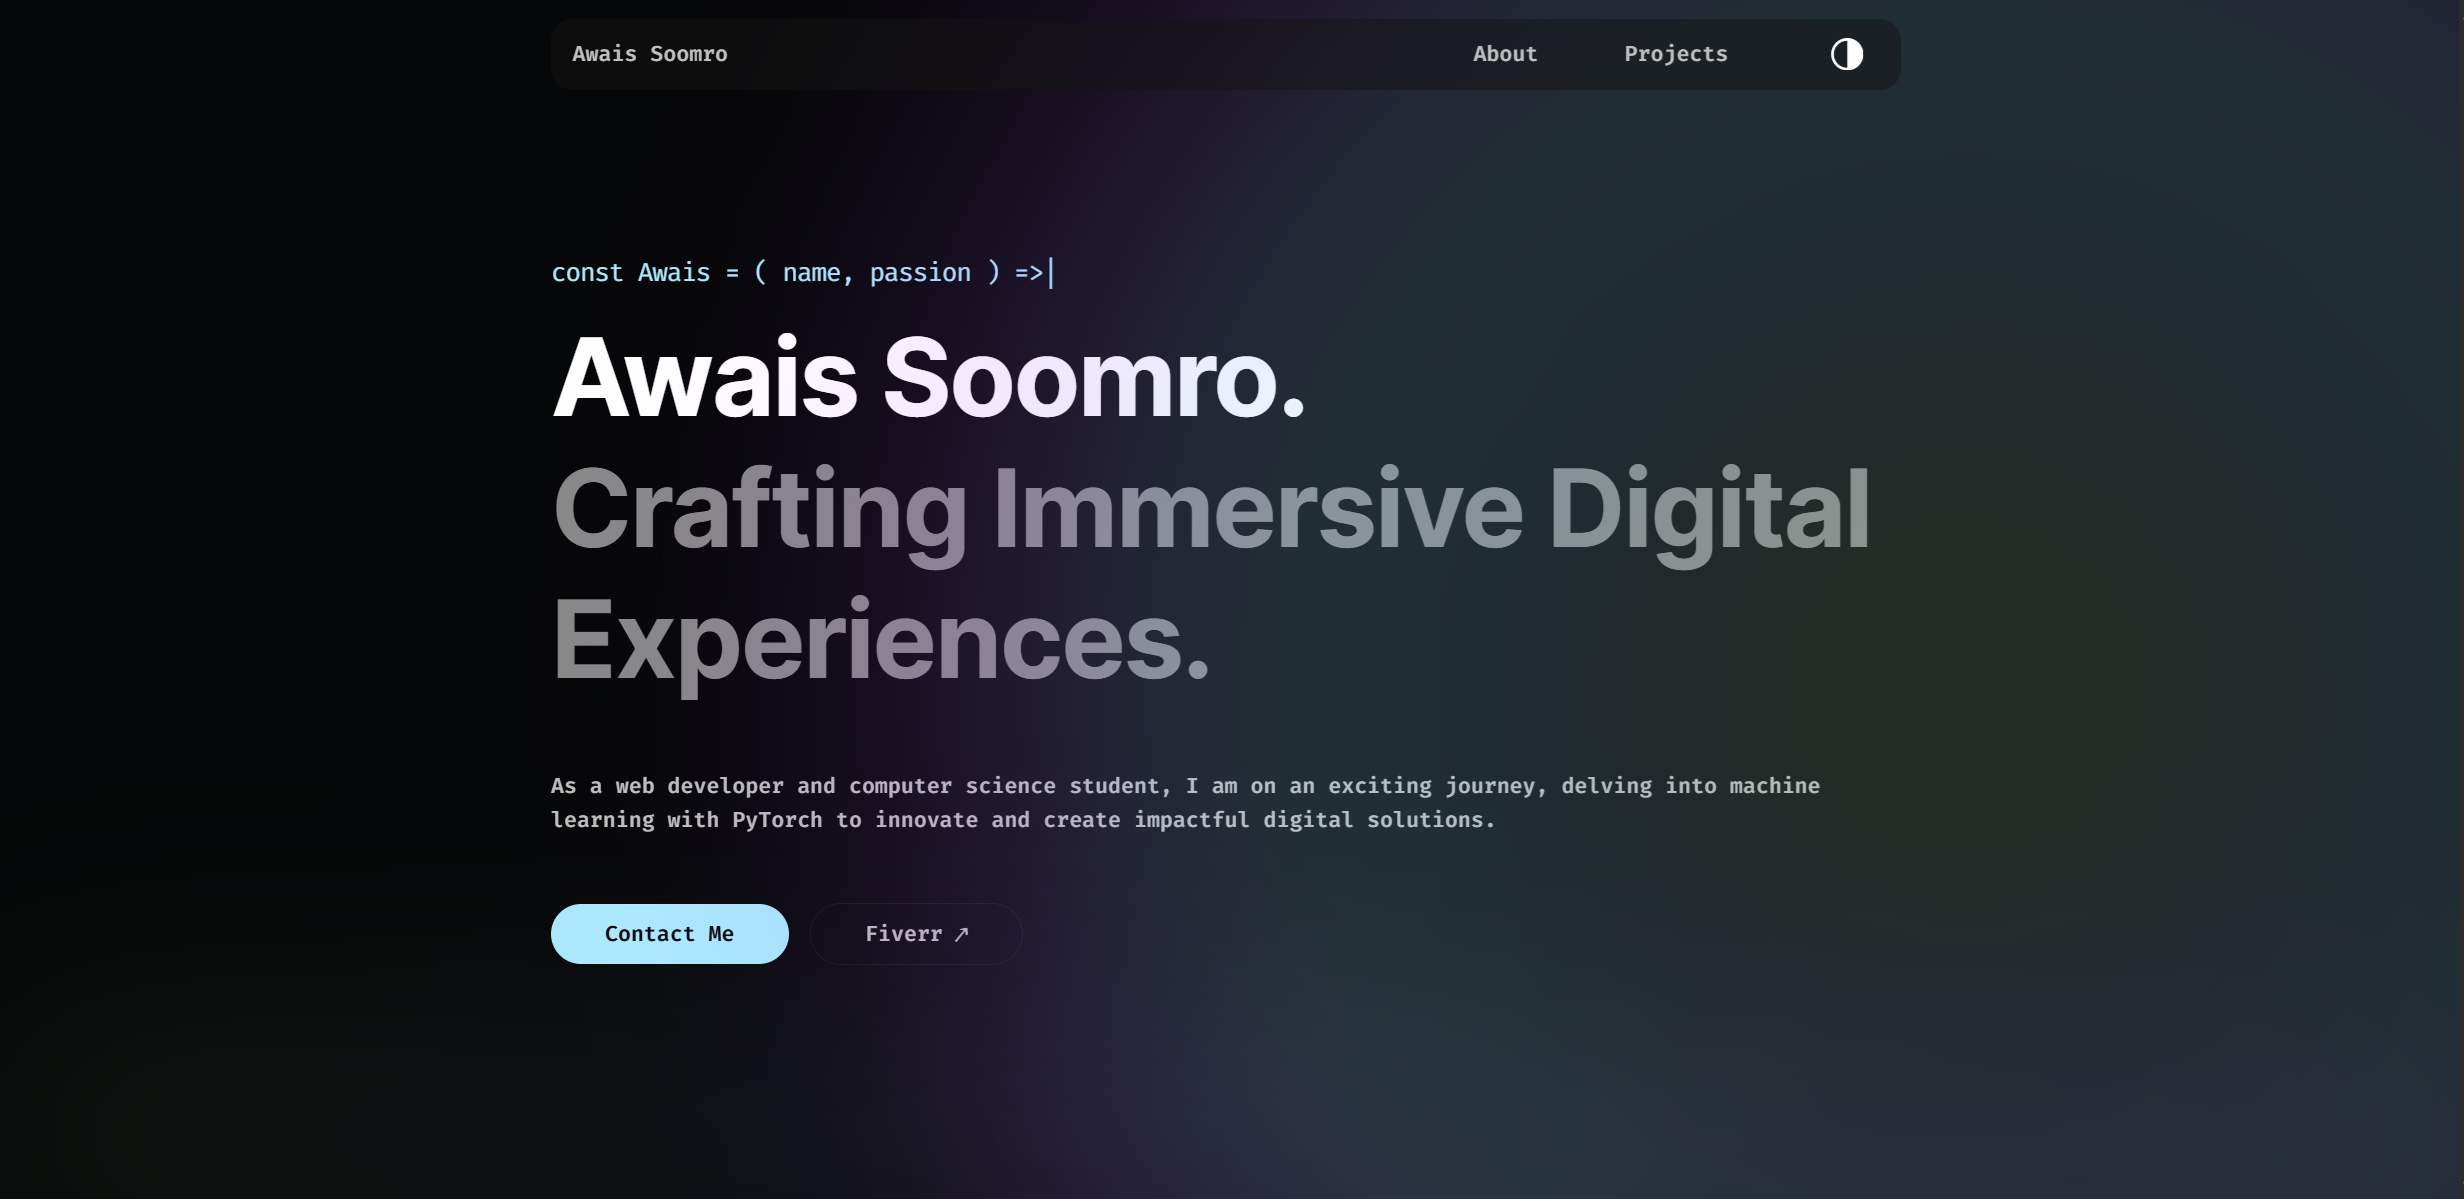 Awais Soomro About Projects
const Awais = ( name, passion ) =>|
Awais Soomro.
Crafting Immersive Digital
Experiences.
As a web developer and computer science student, I am on an exciting journey, delving into machine
learning with PyTorch to innovate and create impactful digital solutions.
Contact Me Fiverr ↗